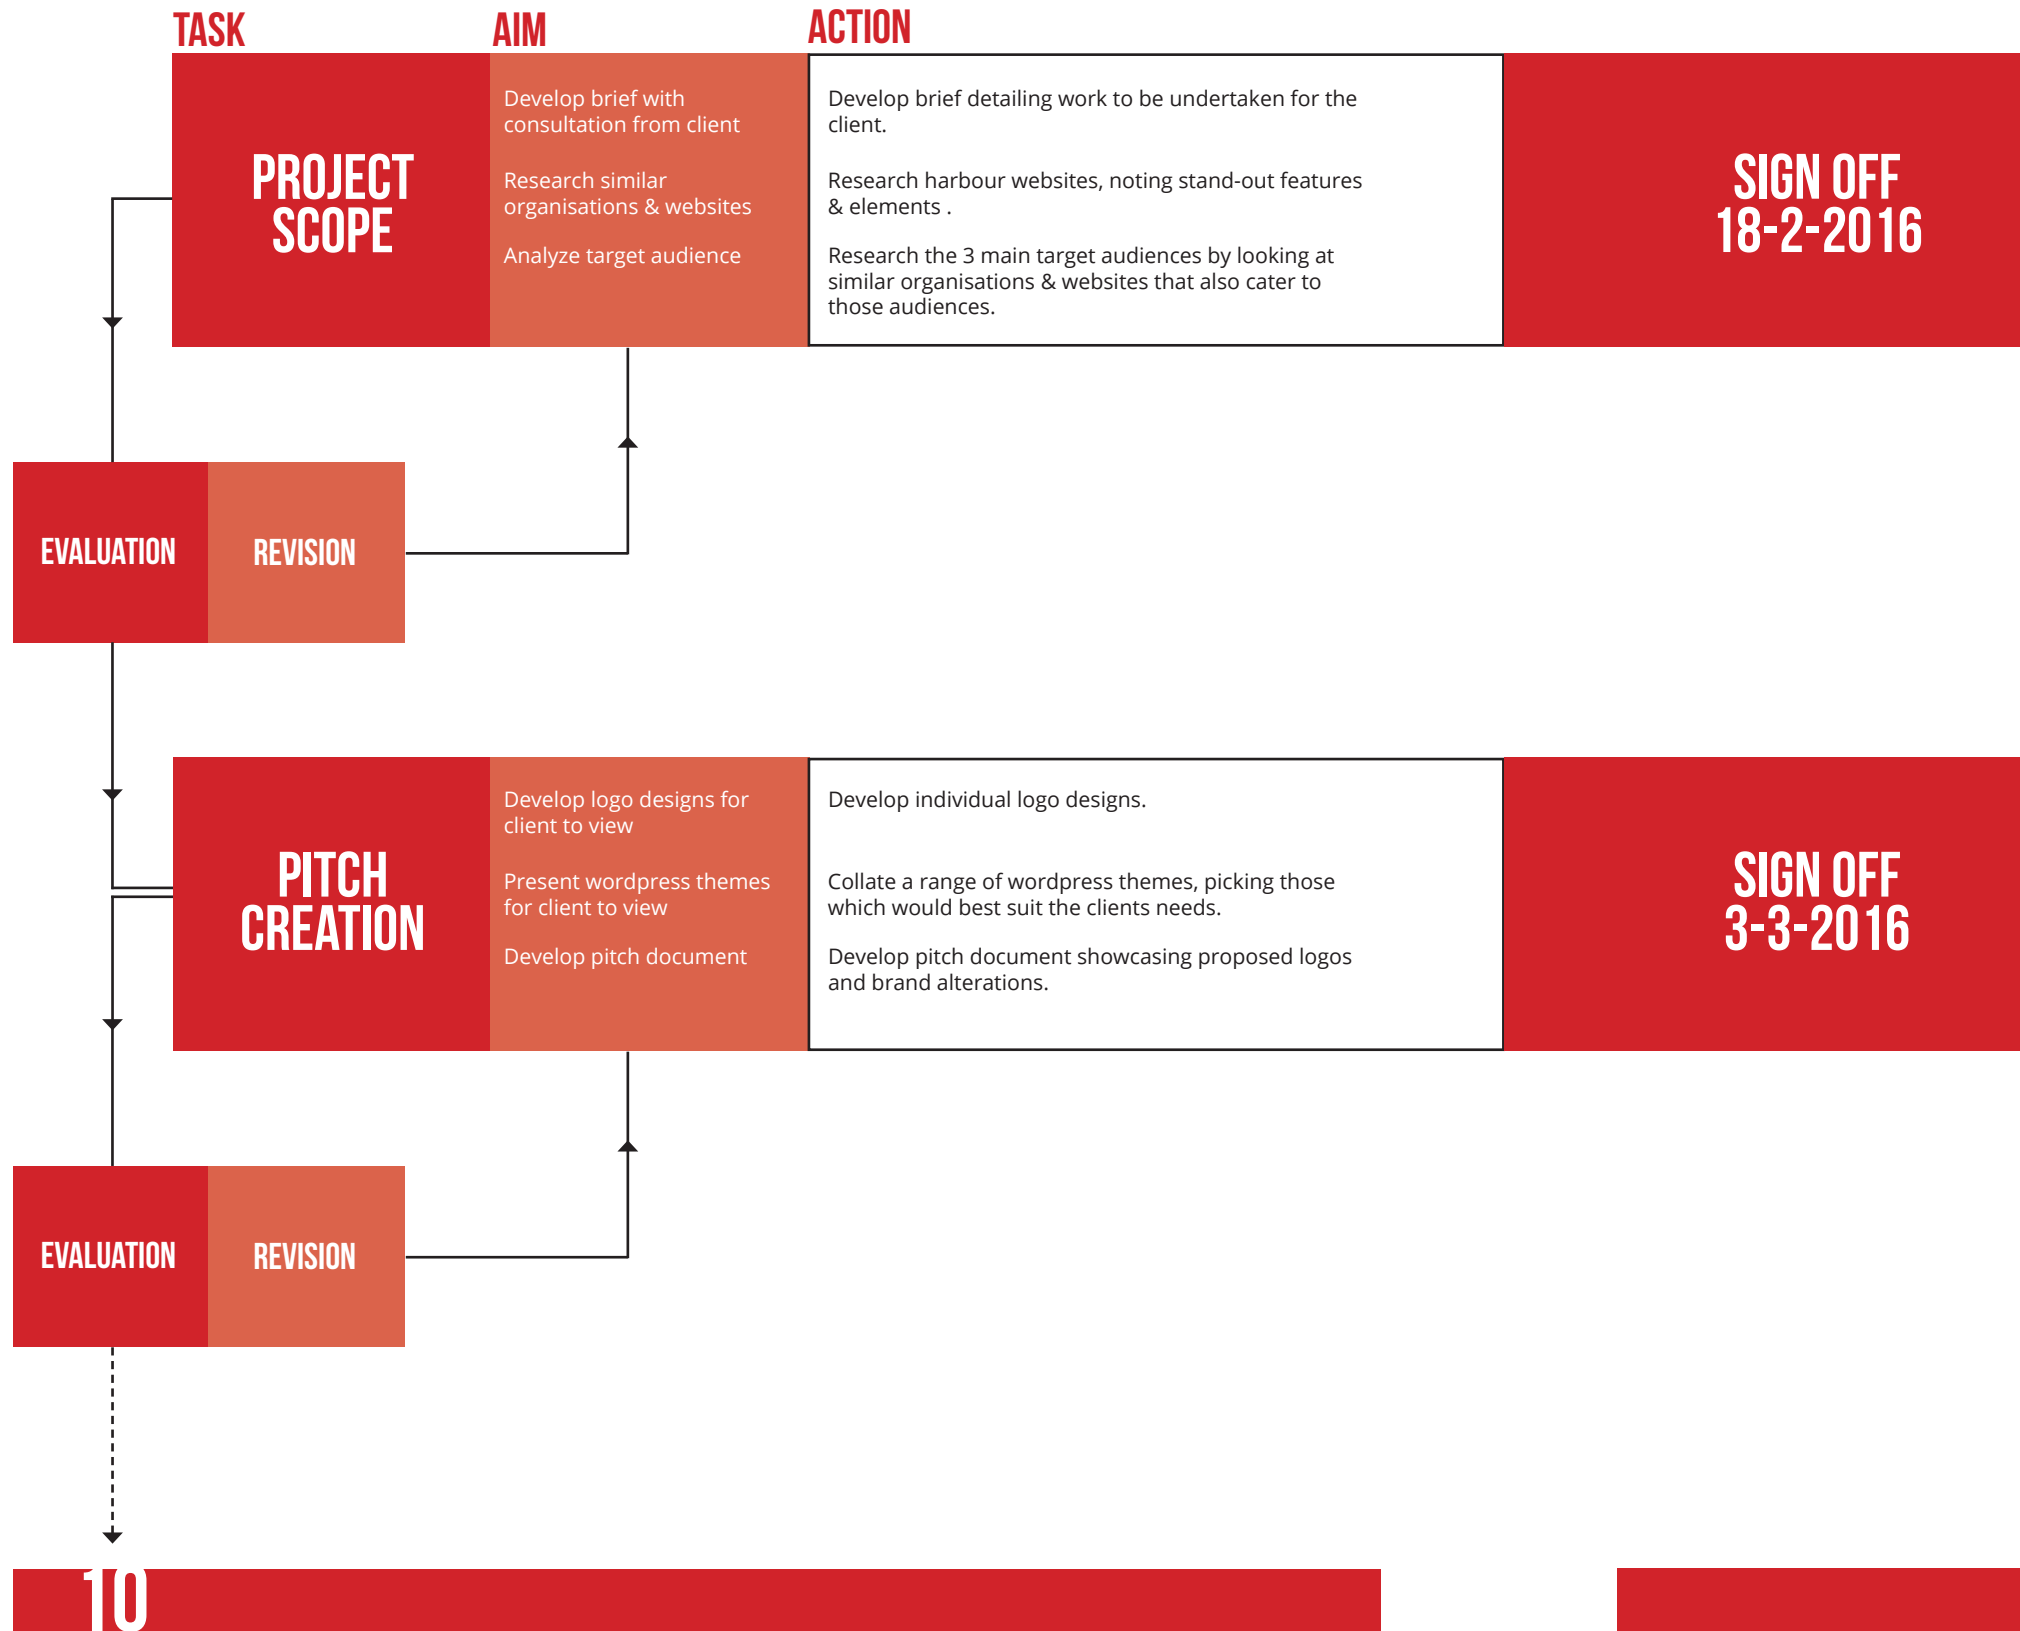 TASK
AIM
ACTION
PROJECT
SCOPE
Develop brief with
consultation from client
Research similar
organisations & websites
Analyze target audience
Develop brief detailing work to be undertaken for the
client.
Research harbour websites, noting stand-out features
& elements .
Research the 3 main target audiences by looking at
similar organisations & websites that also cater to
those audiences.
SIGN OFF
18-2-2016
EVALUATION
REVISION
PITCH
CREATION
Develop logo designs for
client to view
Present wordpress themes
for client to view
Develop pitch document
Develop individual logo designs.
Collate a range of wordpress themes, picking those
which would best suit the clients needs.
Develop pitch document showcasing proposed logos
and brand alterations.
SIGN OFF
3-3-2016
EVALUATION
REVISION
10